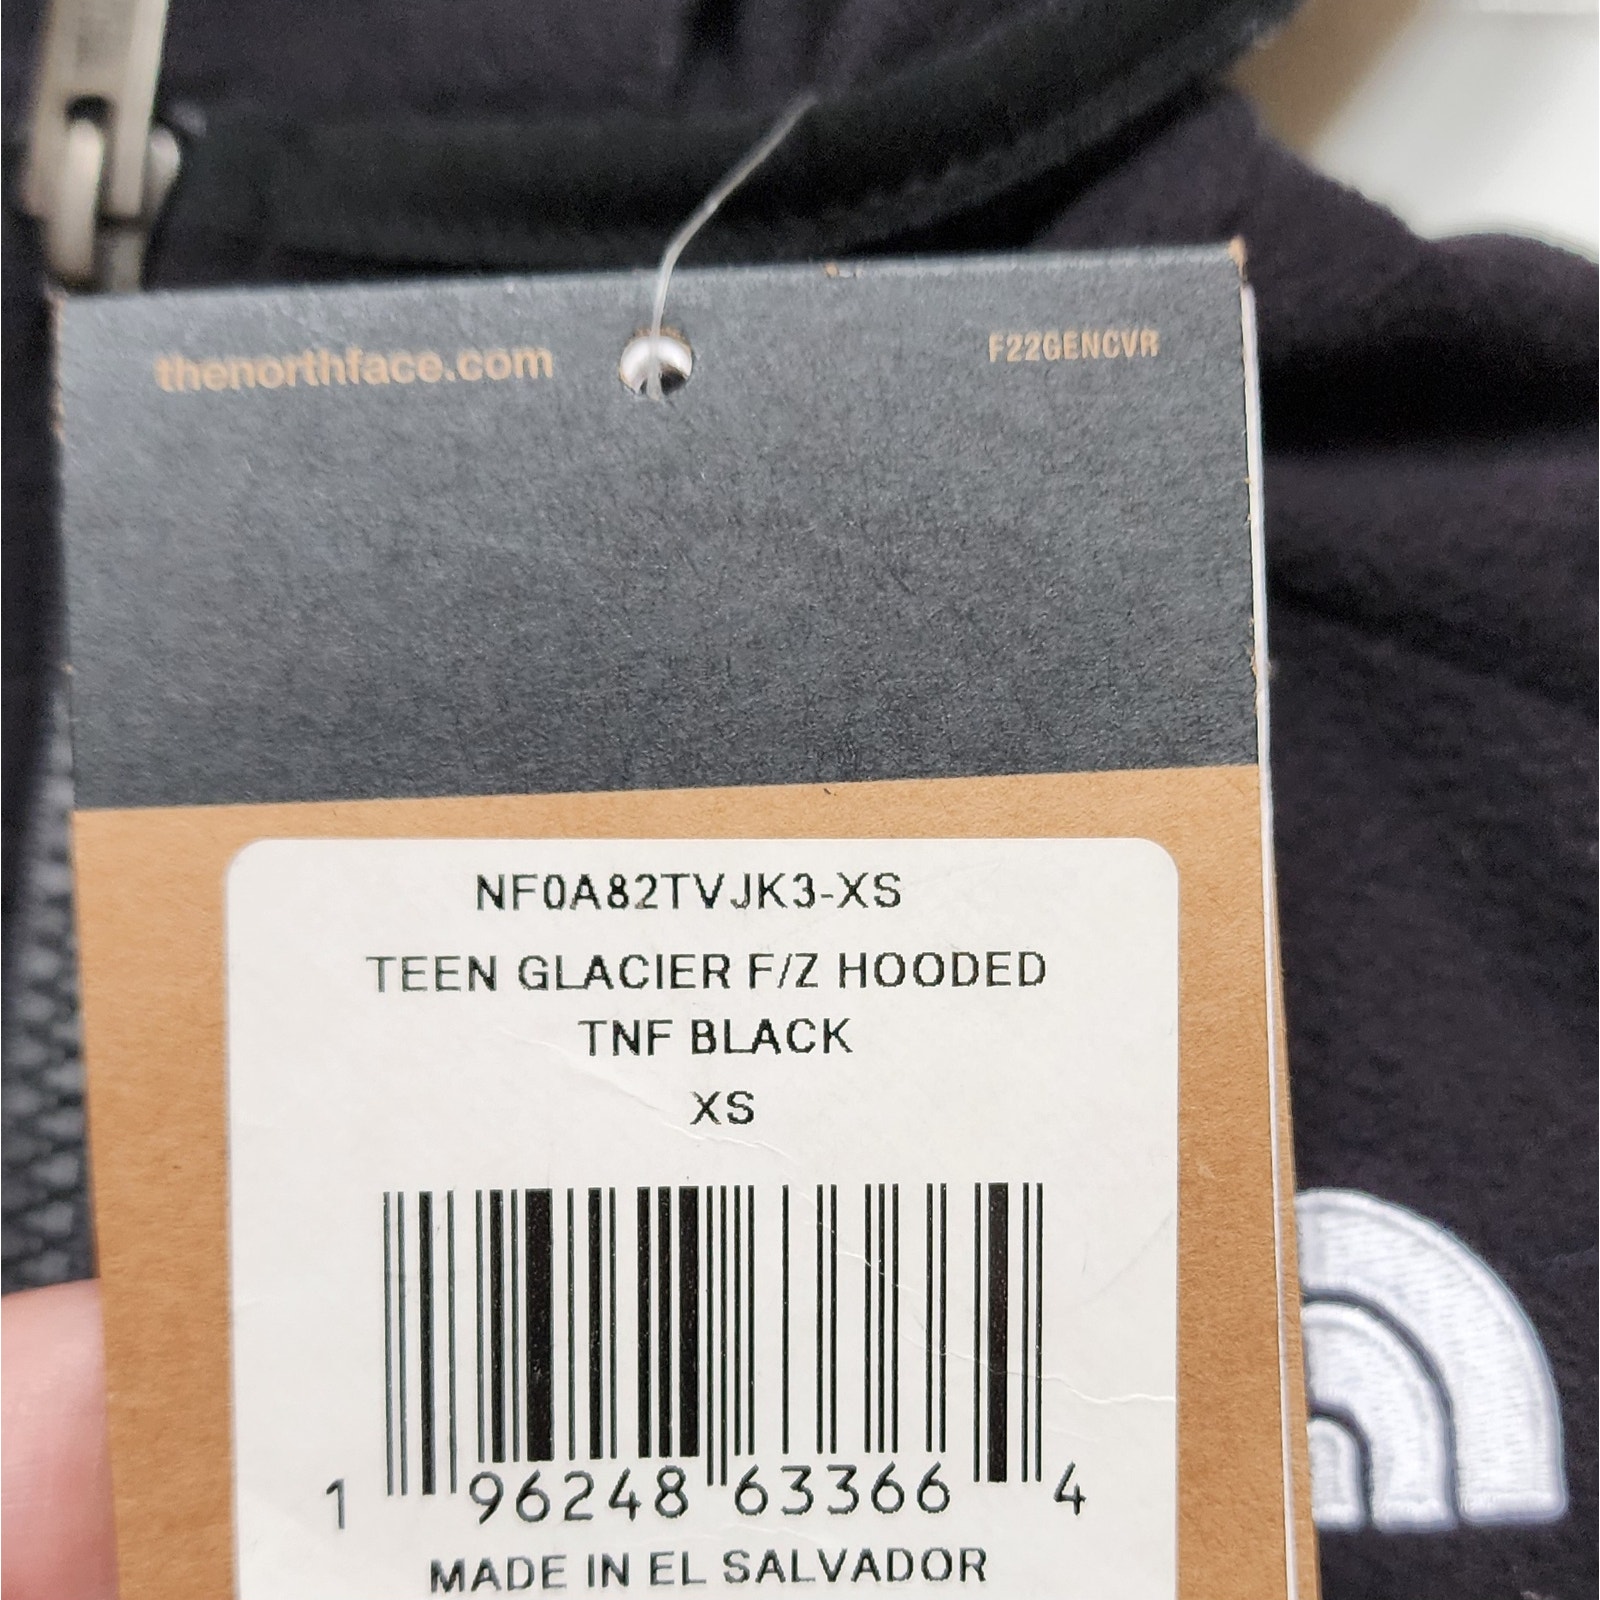 thenorthface.com
F22GENCVR
NF0A82TVJK3-XS
TEEN GLACIER F/Z HOODED
TNF BLACK
XS
1 96248 63366 4
MADE IN EL SALVADOR